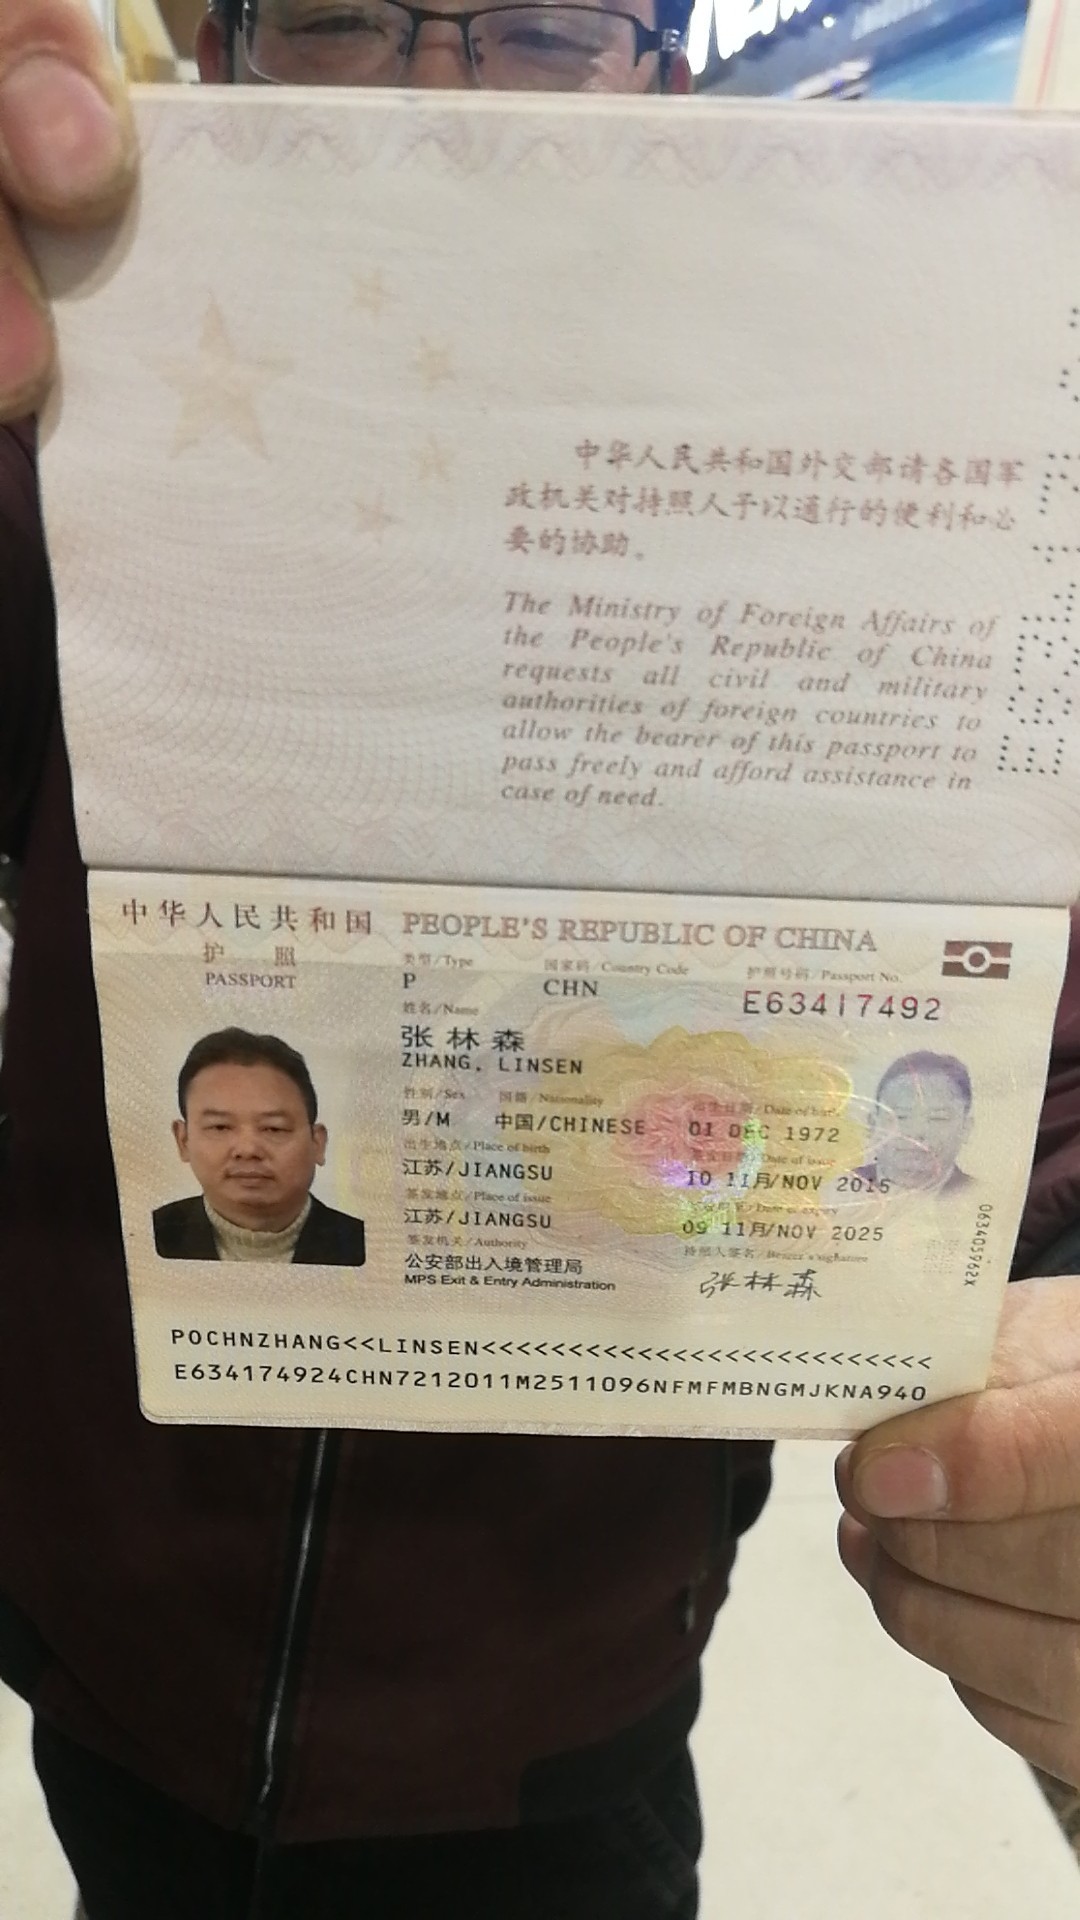 中华人民共和国外交部请各国军
政机关对持照人予以通行的便利和必
要的协助。
The Ministry of Foreign Affairs of
the People's Republic of China
requests all civil and military
authorities of foreign countries to
allow the bearer of this passport to
pass freely and afford assistance in
case of need.
中华人民共和国 PEOPLE'S REPUBLIC OF CHINA
护照
PASSPORT
类型/Type 国家码/Country Code 护照号码/Passport No.
P CHN E63417492
姓名/Name
张林森
ZHANG, LINSEN
性别/Sex 国籍/Nationality 出生日期/Date of birth
男/M 中国/CHINESE 01 DEC 1972
出生地点/Place of birth 签发日期/Date of issue
江苏/JIANGSU 10 11月/NOV 2015
签发地点/Place of issue 有效期至/Date of expiry
江苏/JIANGSU 09 11月/NOV 2025
签发机关/Authority 持照人签名/Bearer's signature
公安部出入境管理局 张林森
MPS Exit & Entry Administration
063405962X
POCHNZHANG<<LINSEN<<<<<<<<<<<<<<<<<<<<<<<<<<
E634174924CHN7212011M2511096NFMFMBNGMJKNA940